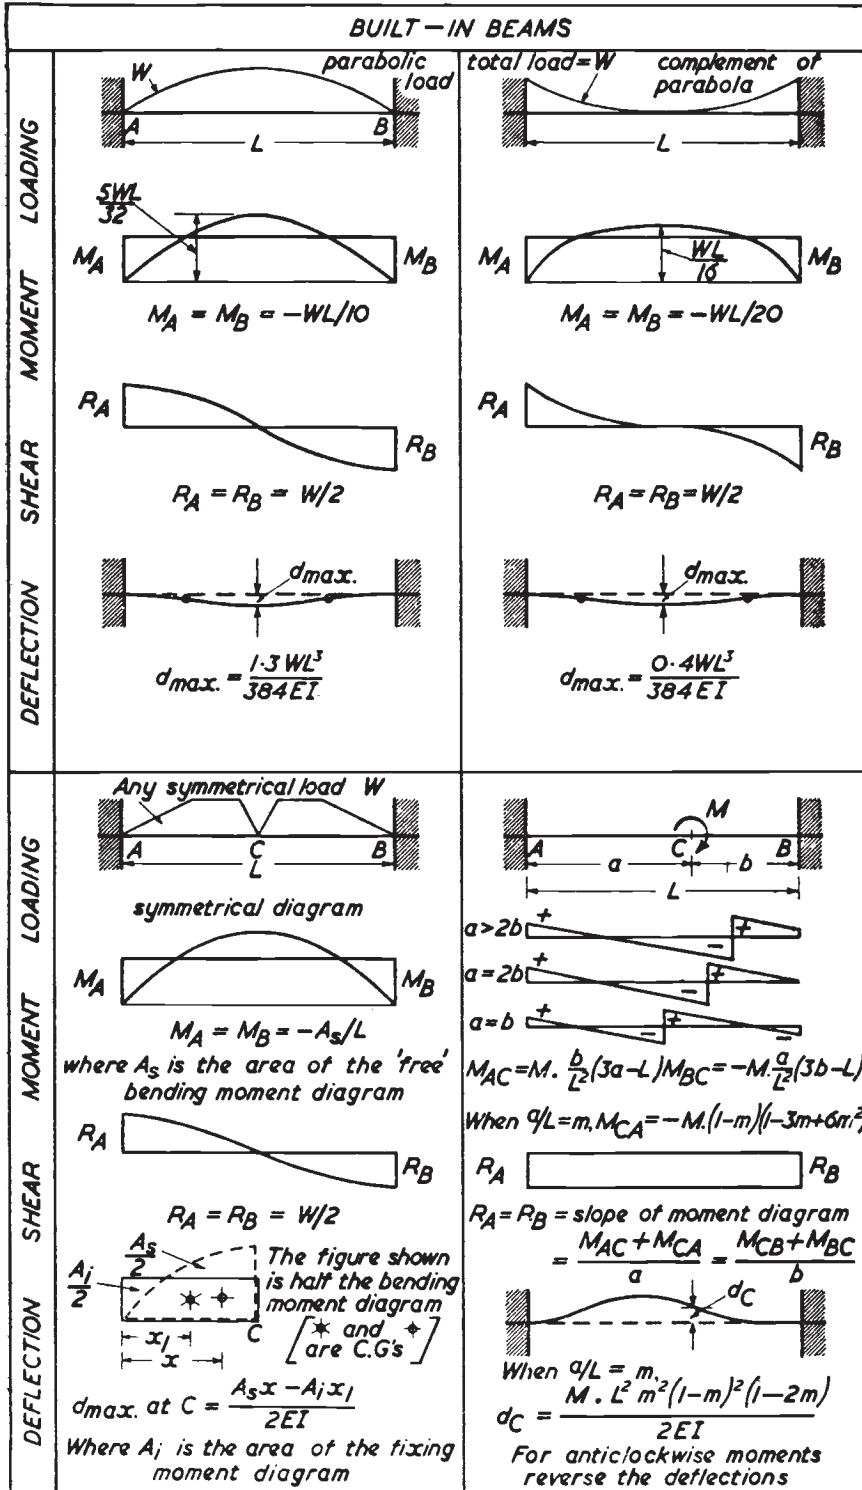 BUILT-IN BEAMS
LOADING
MOMENT
SHEAR
DEFLECTION
W
parabolic
load
A
B
L
5WL
32
M_A
M_B
M_A = M_B = -WL/10
R_A
R_B
R_A = R_B = W/2
d_max.
d_max. = 1·3 WL³
384 EI
total load = W
complement of
parabola
L
M_A
WL
16
M_B
M_A = M_B = -WL/20
R_A
R_B
R_A = R_B = W/2
d_max.
d_max. = 0·4WL³
384 EI
LOADING
MOMENT
SHEAR
DEFLECTION
Any symmetrical load W
A
C
B
L
symmetrical diagram
M_A
M_B
M_A = M_B = -A_s/L
where A_s is the area of the 'free'
bending moment diagram
R_A
R_B
R_A = R_B = W/2
A_s
2
A_i
2
The figure shown
is half the bending
moment diagram
[ and
are C.G's ]
C
x₁
x
d_max. at C = A_s x - A_i x₁
2EI
Where A_i is the area of the fixing
moment diagram
M
A
C
B
a
b
L
a>2b
+
-
+
a=2b
+
-
+
a=b
+
-
+
-
M_AC = M. b/L² (3a-L) M_BC = -M. a/L² (3b-L)
When a/L = m, M_CA = -M.(1-m)(1-3m+6m²)
R_A
R_B
R_A = R_B = slope of moment diagram
= M_AC + M_CA / a = M_CB + M_BC / b
d_C
When a/L = m,
d_C = M. L² m² (1-m)² (1-2m)
2EI
For anticlockwise moments
reverse the deflections